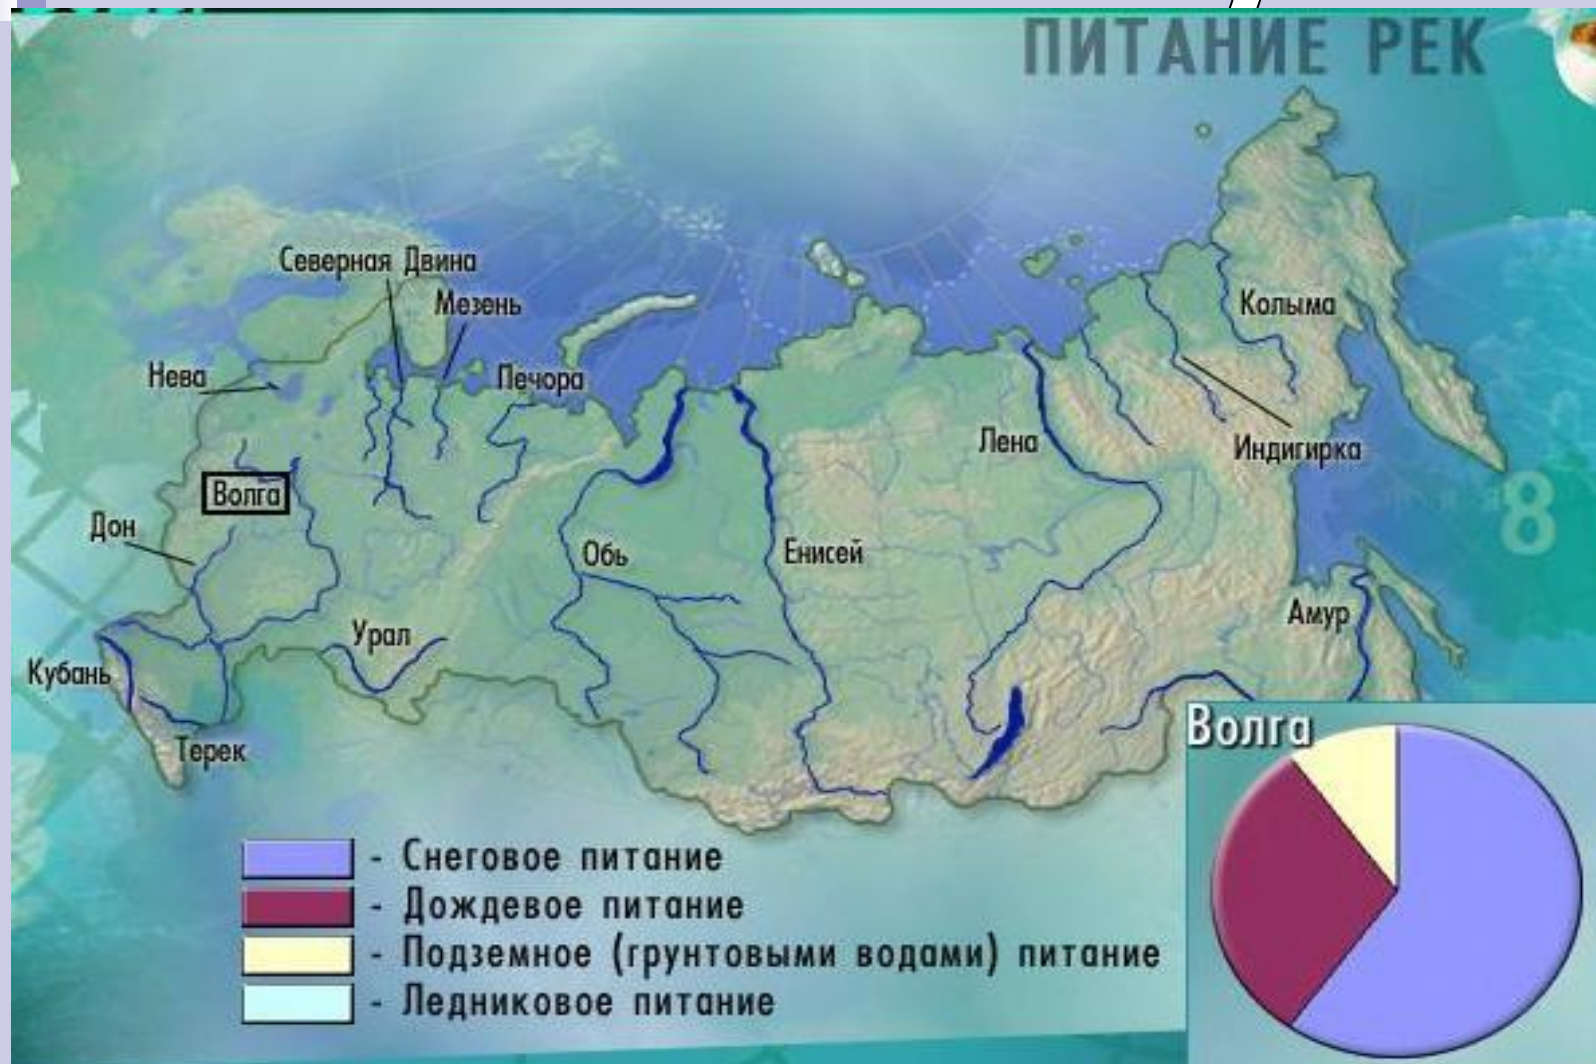 ПИТАНИЕ РЕК
Северная Двина
Мезень
Колыма
Нева
Печора
Лена
Индигирка
Волга
8
Дон
Обь
Енисей
Амур
Урал
Кубань
Терек
Волга
- Снеговое питание
- Дождевое питание
- Подземное (грунтовыми водами) питание
- Ледниковое питание